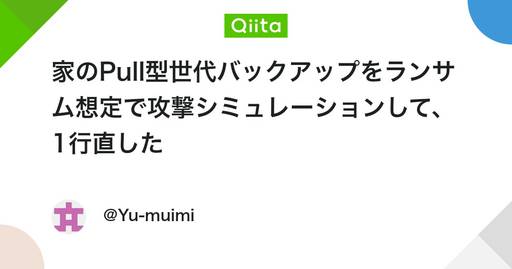 Qiita
家のPull型世代バックアップをランサ
ム想定で攻撃シミュレーションして、
1行直した
@Yu-muimi